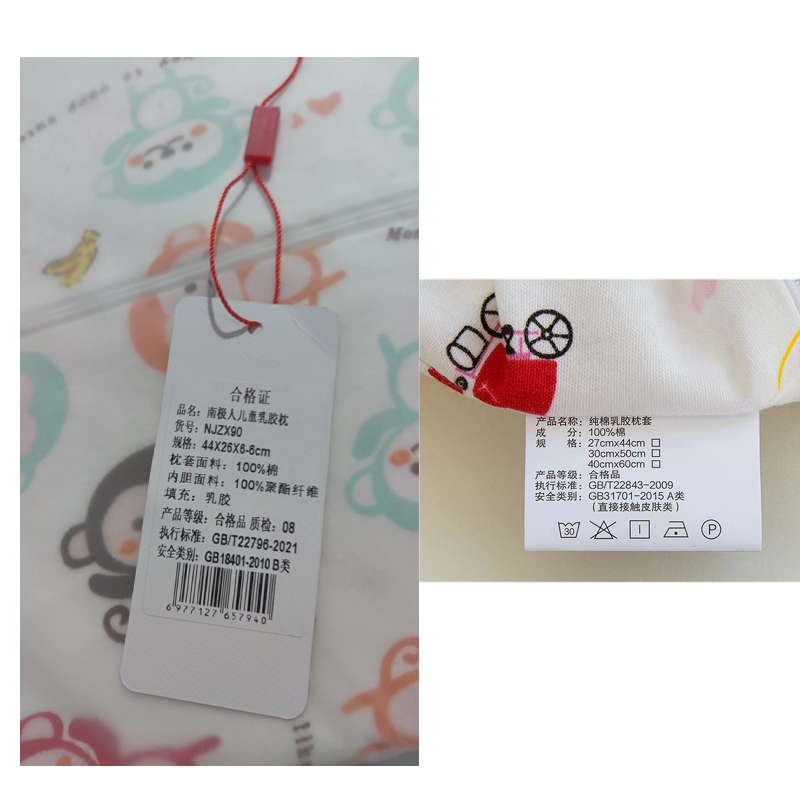 cute
cozy is crazy
Moo
合格证
品名：南极人儿童乳胶枕
货号：NJZX90
规格：44X26X6-6cm
枕套面料：100%棉
内胆面料：100%聚酯纤维
填充：乳胶
产品等级：合格品 质检：08
执行标准：GB/T22796-2021
安全类别：GB18401-2010 B类
6977127657940
like
产品名称：纯棉乳胶枕套
成 分：100%棉
规 格：27cmx44cm
30cmx50cm
40cmx60cm
产品等级：合格品
执行标准：GB/T22843-2009
安全类别：GB31701-2015 A类
（直接接触皮肤类）
30
P